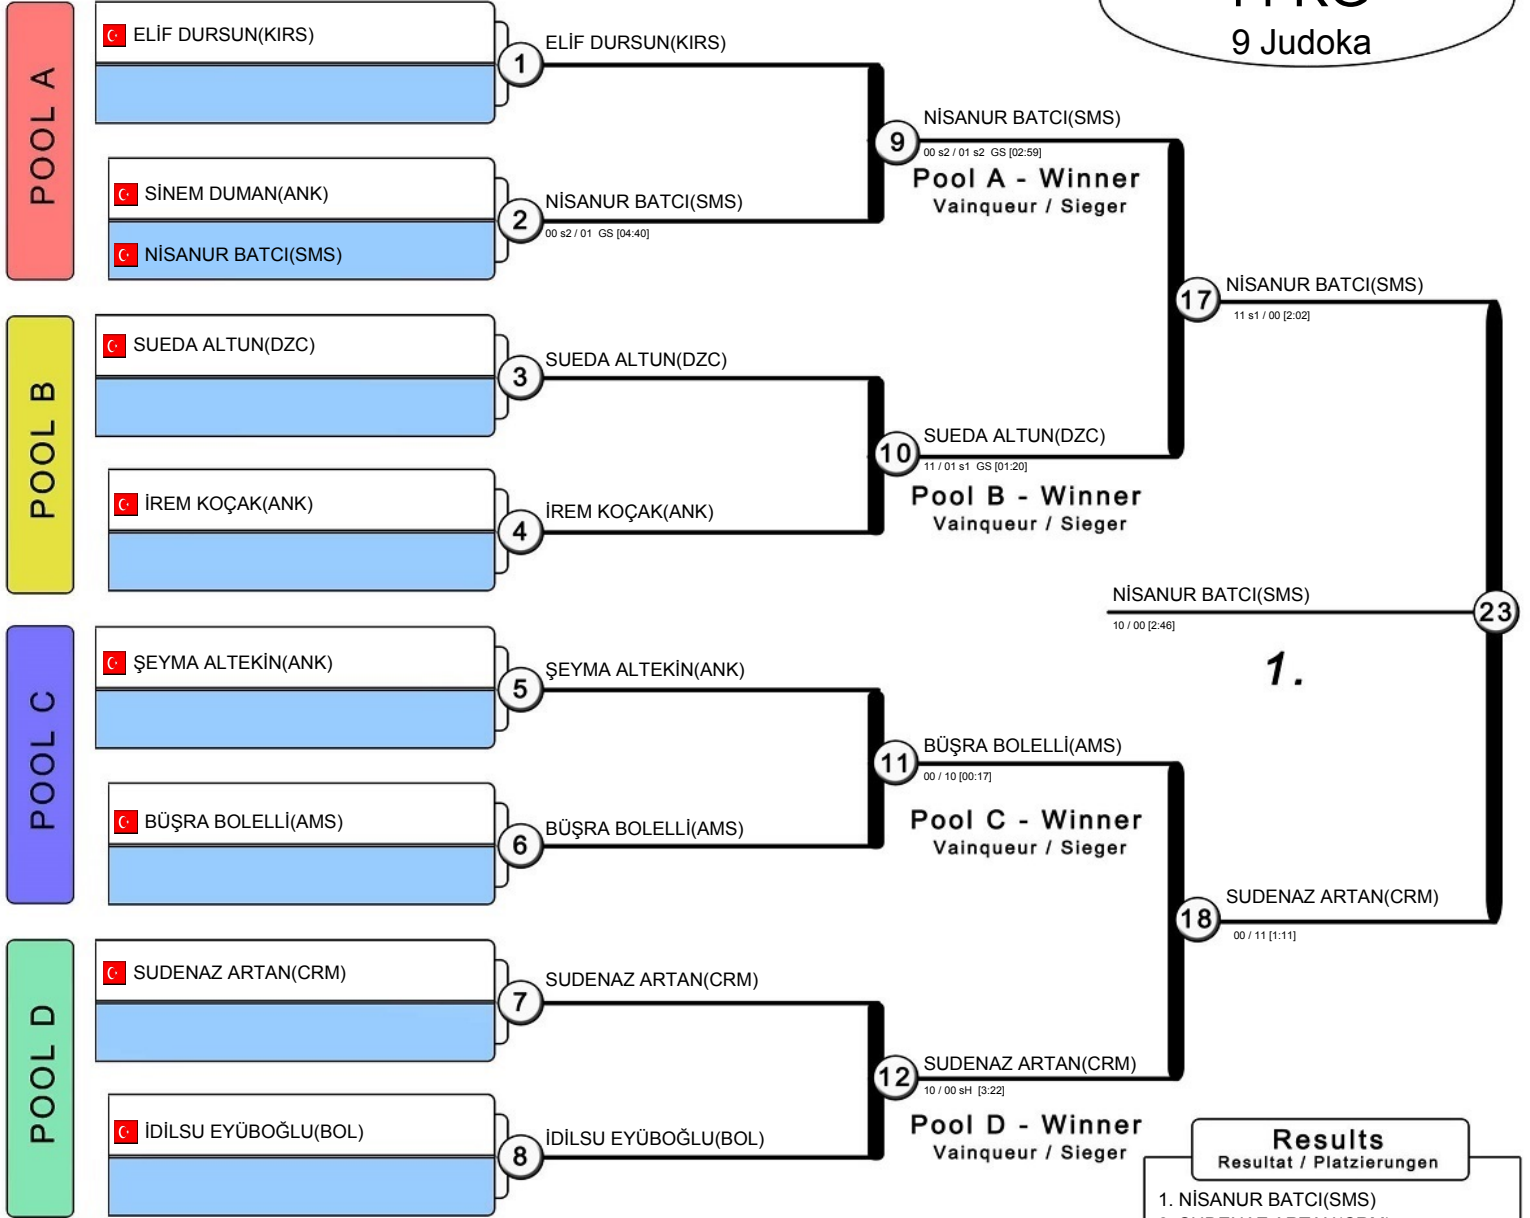 9 Judoka
POOL A
ELİF DURSUN(KIRS)
1
ELİF DURSUN(KIRS)
SİNEM DUMAN(ANK)
NİSANUR BATCI(SMS)
2
NİSANUR BATCI(SMS)
00 s2 / 01 GS [04:40]
9
NİSANUR BATCI(SMS)
00 s2 / 01 s2 GS [02:59]
Pool A - Winner
Vainqueur / Sieger
POOL B
SUEDA ALTUN(DZC)
3
SUEDA ALTUN(DZC)
İREM KOÇAK(ANK)
4
İREM KOÇAK(ANK)
10
SUEDA ALTUN(DZC)
11 / 01 s1 GS [01:20]
Pool B - Winner
Vainqueur / Sieger
17
NİSANUR BATCI(SMS)
11 s1 / 00 [2:02]
NİSANUR BATCI(SMS)
10 / 00 [2:46]
23
1.
POOL C
ŞEYMA ALTEKİN(ANK)
5
ŞEYMA ALTEKİN(ANK)
BÜŞRA BOLELLİ(AMS)
6
BÜŞRA BOLELLİ(AMS)
11
BÜŞRA BOLELLİ(AMS)
00 / 10 [00:17]
Pool C - Winner
Vainqueur / Sieger
18
SUDENAZ ARTAN(CRM)
00 / 11 [1:11]
POOL D
SUDENAZ ARTAN(CRM)
7
SUDENAZ ARTAN(CRM)
İDİLSU EYÜBOĞLU(BOL)
8
İDİLSU EYÜBOĞLU(BOL)
12
SUDENAZ ARTAN(CRM)
10 / 00 sH [3:22]
Pool D - Winner
Vainqueur / Sieger
Results
Resultat / Platzierungen
1. NİSANUR BATCI(SMS)